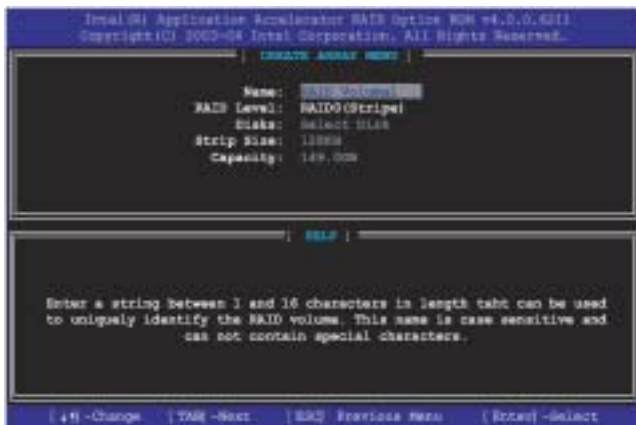 Intel(R) Application Accelerator RAID Option ROM v4.0.0.6211
Copyright(C) 2003-04 Intel Corporation. All Rights Reserved.
[ CREATE ARRAY MENU ]
Name: RAID Volume1
RAID Level: RAID0(Stripe)
Disks: Select Disk
Strip Size: 128KB
Capacity: 149.0GB
[ HELP ]
Enter a string between 1 and 16 characters in length taht can be used
to uniquely identify the RAID volume. This name is case sensitive and
can not contain special characters.
[↑↓]-Change [TAB]-Next [ESC] Previous Menu [Enter]-Select